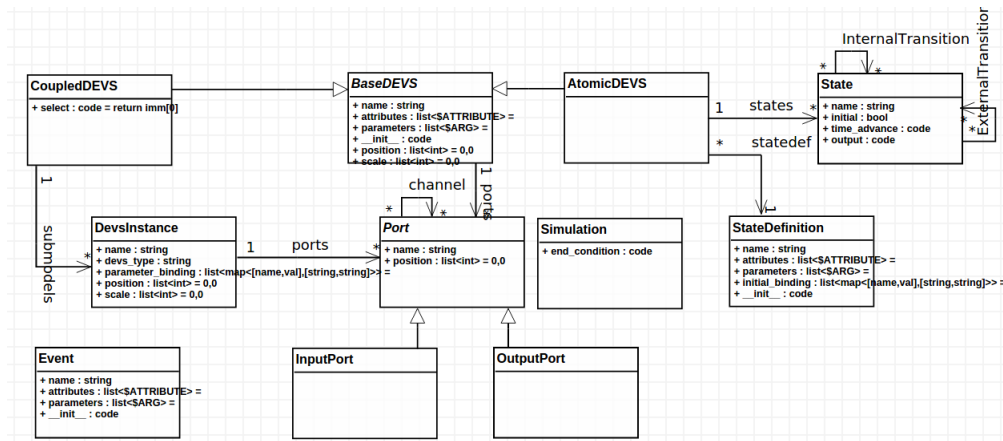 InternalTransition
*
*
ExternalTransition
*
*
CoupledDEVS
+ select : code = return imm[0]
BaseDEVS
+ name : string
+ attributes : list<$ATTRIBUTE> =
+ parameters : list<$ARG> =
+ __init__ : code
+ position : list<int> = 0,0
+ scale : list<int> = 0,0
AtomicDEVS
1
states
*
*
statedef
1
State
+ name : string
+ initial : bool
+ time_advance : code
+ output : code
1
submodels
*
1
ports
channel
*
*
DevsInstance
+ name : string
+ devs_type : string
+ parameter_binding : list<map<[name,val],[string,string]>> =
+ position : list<int> = 0,0
+ scale : list<int> = 0,0
1
ports
*
Port
+ name : string
+ position : list<int> = 0,0
Simulation
+ end_condition : code
StateDefinition
+ name : string
+ attributes : list<$ATTRIBUTE> =
+ parameters : list<$ARG> =
+ initial_binding : list<map<[name,val],[string,string]>> =
+ __init__ : code
Event
+ name : string
+ attributes : list<$ATTRIBUTE> =
+ parameters : list<$ARG> =
+ __init__ : code
InputPort
OutputPort